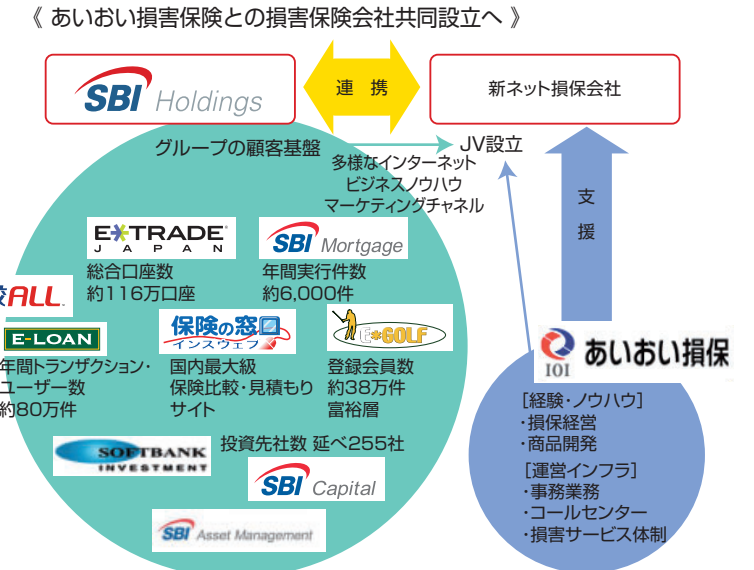 《 あいおい損害保険との損害保険会社共同設立へ 》
SBI Holdings
連 携
新ネット損保会社
グループの顧客基盤
JV設立
多様なインターネット
ビジネスノウハウ
マーケティングチャネル
支
援
E*TRADE
JAPAN
総合口座数
約116万口座
SBI Mortgage
年間実行件数
約6,000件
ALL
E-LOAN
年間トランザクション・
ユーザー数
約80万件
保険の窓口
インズウェブ
国内最大級
保険比較・見積もり
サイト
E*GOLF
登録会員数
約38万件
富裕層
SOFTBANK
INVESTMENT
投資先社数 延べ255社
SBI Capital
SBI Asset Management
IOI
あいおい損保
［経験・ノウハウ］
・損保経営
・商品開発
［運営インフラ］
・事務業務
・コールセンター
・損害サービス体制